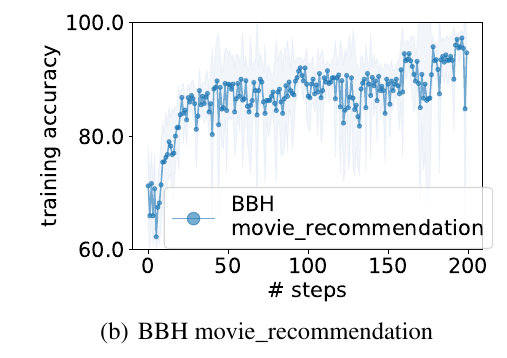 100.0
80.0
60.0
training accuracy
BBH
movie_recommendation
0 50 100 150 200
# steps
(b) BBH movie_recommendation